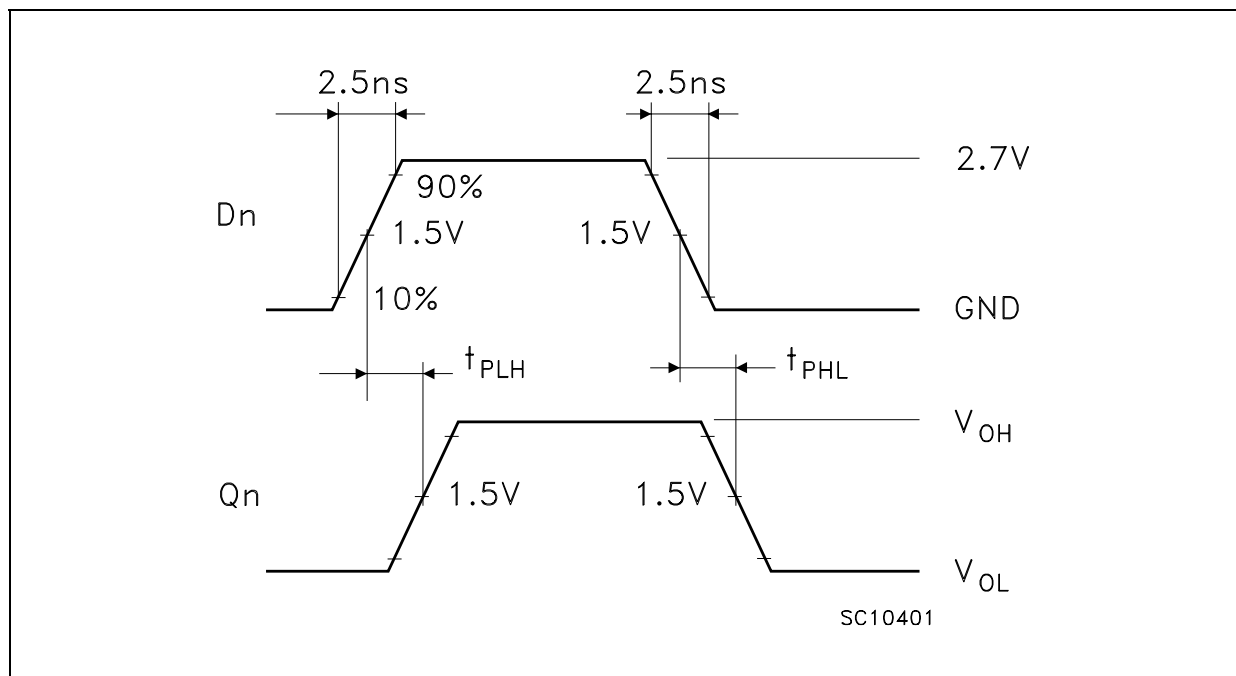 2.5ns 2.5ns
2.7V
90%
Dn
1.5V 1.5V
10%
GND
tPLH tPHL
VOH
Qn 1.5V 1.5V
VOL
SC10401